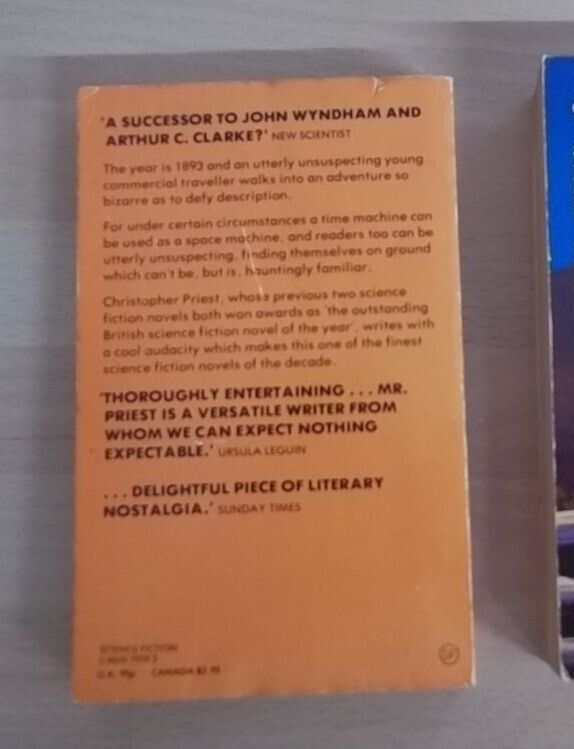 'A SUCCESSOR TO JOHN WYNDHAM AND
ARTHUR C. CLARKE?' NEW SCIENTIST
The year is 1893 and an utterly unsuspecting young
commercial traveller walks into an adventure so
bizarre as to defy description.
For under certain circumstances a time machine can
be used as a space machine, and readers too can be
utterly unsuspecting, finding themselves on ground
which can't be, but is, hauntingly familiar.
Christopher Priest, whose previous two science
fiction novels both won awards as 'the outstanding
British science fiction novel of the year', writes with
a cool audacity which makes this one of the finest
science fiction novels of the decade.
'THOROUGHLY ENTERTAINING . . . MR.
PRIEST IS A VERSATILE WRITER FROM
WHOM WE CAN EXPECT NOTHING
EXPECTABLE.' URSULA LEGUIN
. . . DELIGHTFUL PIECE OF LITERARY
NOSTALGIA.' SUNDAY TIMES
SCIENCE FICTION
U.K. CANADA